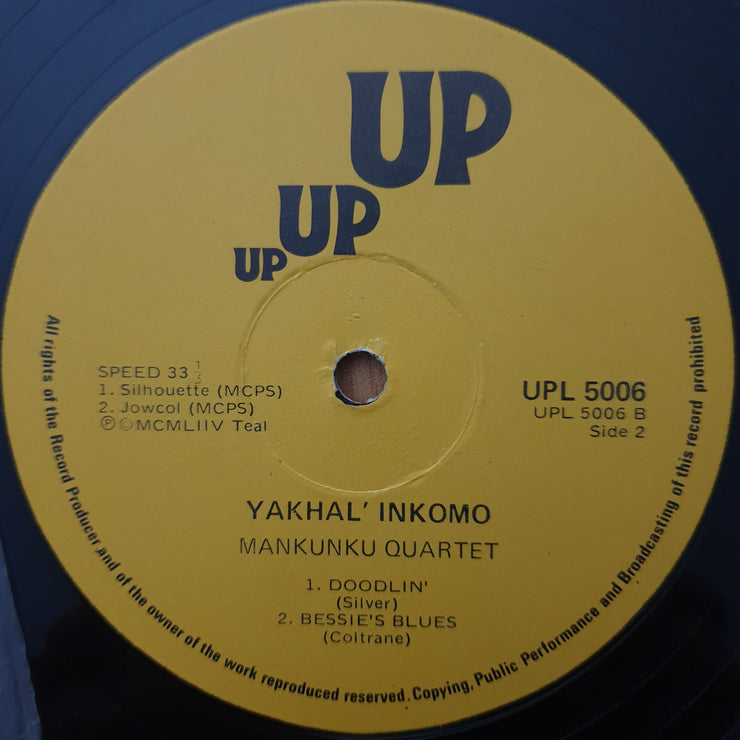 UP
UP
UP
SPEED 33 1/3
1. Silhouette (MCPS)
2. Jowcol (MCPS)
Ⓟ©MCMLIIV Teal
UPL 5006
UPL 5006 B
Side 2
YAKHAL' INKOMO
MANKUNKU QUARTET
1. DOODLIN'
(Silver)
2. BESSIE'S BLUES
(Coltrane)
All rights of the Record Producer and of the owner of the work reproduced reserved. Copying, Public Performance and Broadcasting of this record prohibited